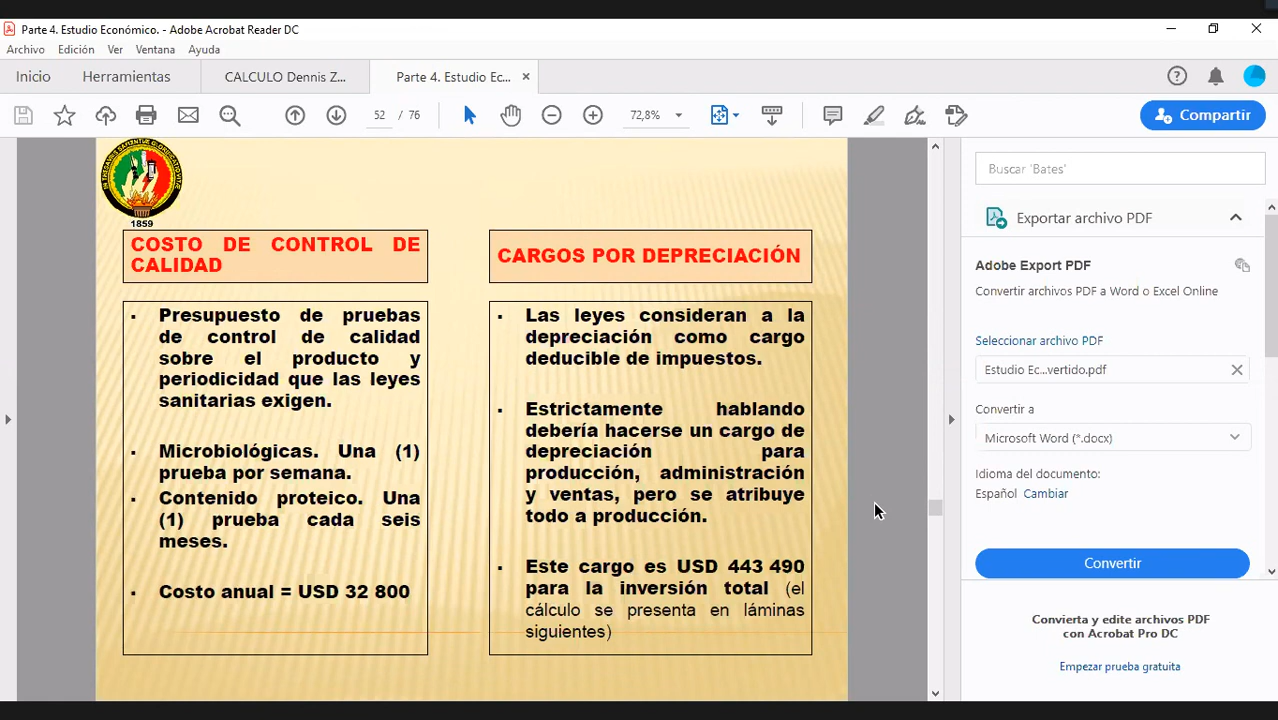 Parte 4. Estudio Económico. - Adobe Acrobat Reader DC
Archivo Edición Ver Ventana Ayuda
Inicio Herramientas CALCULO Dennis Z... Parte 4. Estudio Ec... ×
52 / 76 72,8% Compartir
1859
COSTO DE CONTROL DE
CALIDAD
▪ Presupuesto de pruebas
de control de calidad
sobre el producto y
periodicidad que las leyes
sanitarias exigen.
▪ Microbiológicas. Una (1)
prueba por semana.
▪ Contenido proteico. Una
(1) prueba cada seis
meses.
▪ Costo anual = USD 32 800
CARGOS POR DEPRECIACIÓN
▪ Las leyes consideran a la
depreciación como cargo
deducible de impuestos.
▪ Estrictamente hablando
debería hacerse un cargo de
depreciación para
producción, administración
y ventas, pero se atribuye
todo a producción.
▪ Este cargo es USD 443 490
para la inversión total (el
cálculo se presenta en láminas
siguientes)
Buscar 'Bates'
Exportar archivo PDF
Adobe Export PDF
Convertir archivos PDF a Word o Excel Online
Seleccionar archivo PDF
Estudio Ec...vertido.pdf
Convertir a
Microsoft Word (*.docx)
Idioma del documento:
Español Cambiar
Convertir
Convierta y edite archivos PDF
con Acrobat Pro DC
Empezar prueba gratuita